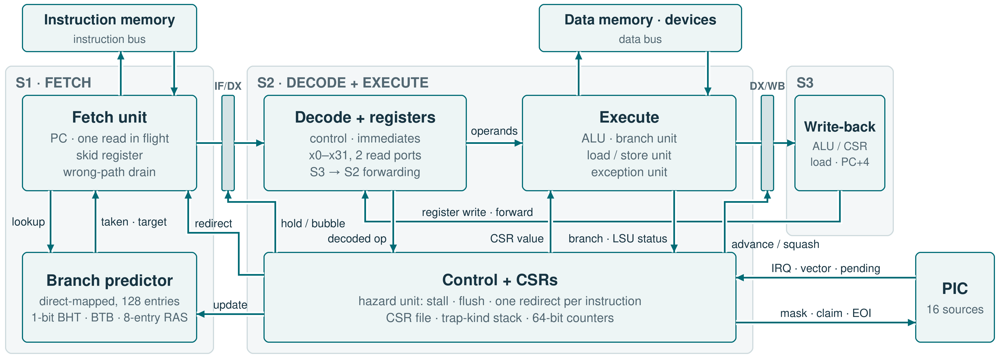 Instruction memory
instruction bus
Data memory · devices
data bus
S1 · FETCH
IF/DX
S2 · DECODE + EXECUTE
DX/WB
S3
Fetch unit
PC · one read in flight
skid register
wrong-path drain
Decode + registers
control · immediates
x0–x31, 2 read ports
S3 → S2 forwarding
operands
Execute
ALU · branch unit
load / store unit
exception unit
Write-back
ALU / CSR
load · PC+4
lookup
taken · target
redirect
hold / bubble
register write · forward
decoded op
CSR value
branch · LSU status
advance / squash
Branch predictor
direct-mapped, 128 entries
1-bit BHT · BTB · 8-entry RAS
update
Control + CSRs
hazard unit: stall · flush · one redirect per instruction
CSR file · trap-kind stack · 64-bit counters
IRQ · vector · pending
mask · claim · EOI
PIC
16 sources